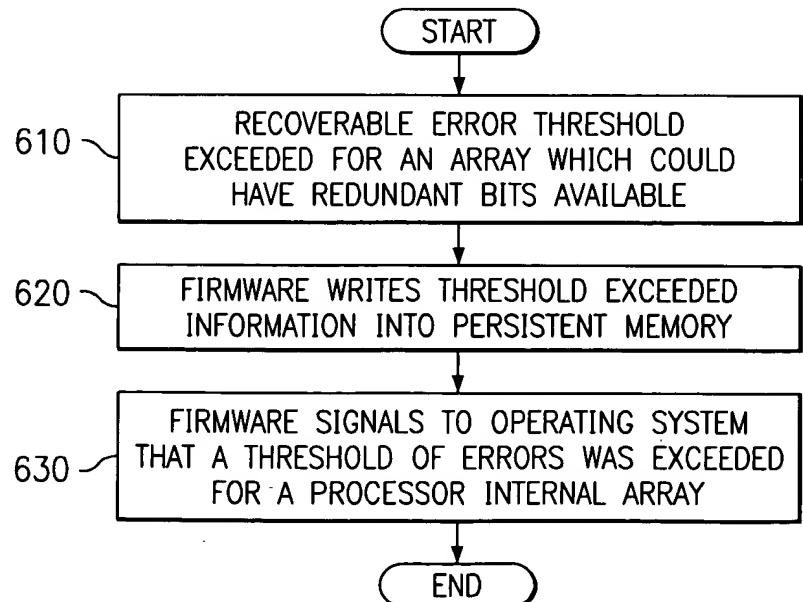 START
610
RECOVERABLE ERROR THRESHOLD
EXCEEDED FOR AN ARRAY WHICH COULD
HAVE REDUNDANT BITS AVAILABLE
620
FIRMWARE WRITES THRESHOLD EXCEEDED
INFORMATION INTO PERSISTENT MEMORY
630
FIRMWARE SIGNALS TO OPERATING SYSTEM
THAT A THRESHOLD OF ERRORS WAS EXCEEDED
FOR A PROCESSOR INTERNAL ARRAY
END